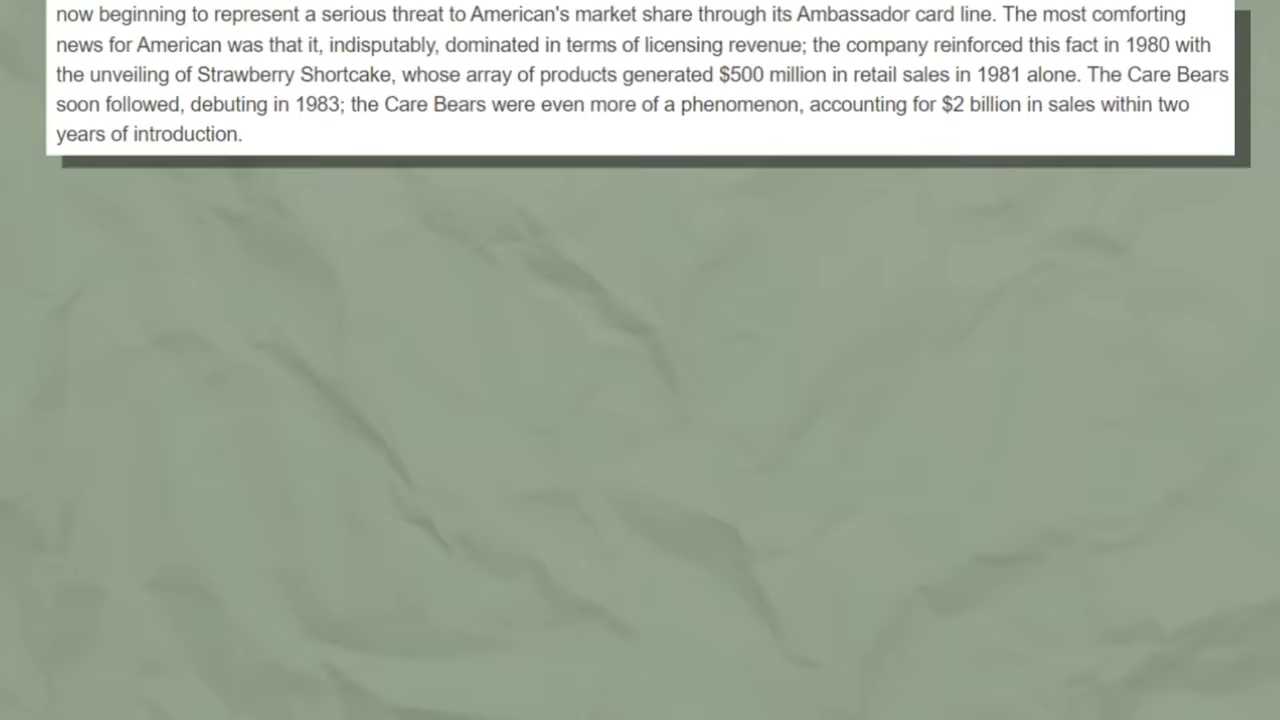 now beginning to represent a serious threat to American's market share through its Ambassador card line. The most comforting
news for American was that it, indisputably, dominated in terms of licensing revenue; the company reinforced this fact in 1980 with
the unveiling of Strawberry Shortcake, whose array of products generated $500 million in retail sales in 1981 alone. The Care Bears
soon followed, debuting in 1983; the Care Bears were even more of a phenomenon, accounting for $2 billion in sales within two
years of introduction.